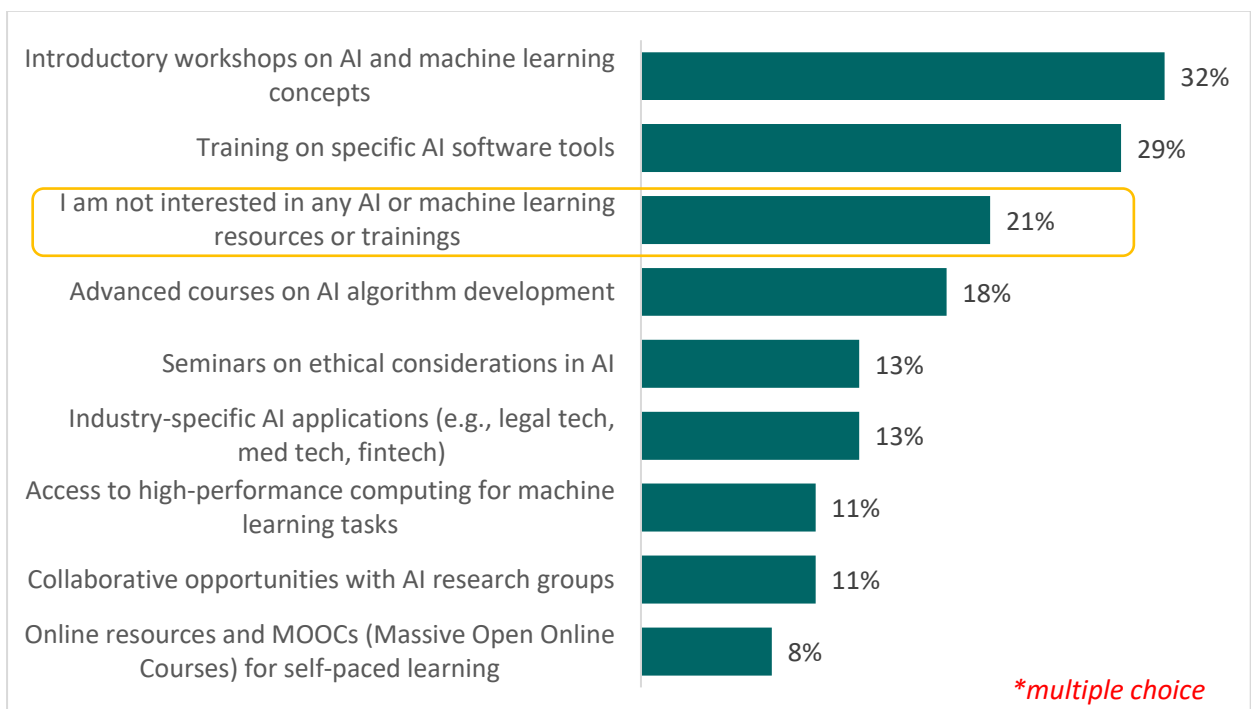 Introductory workshops on AI and machine learning
concepts
32%
Training on specific AI software tools
29%
I am not interested in any AI or machine learning
resources or trainings
21%
Advanced courses on AI algorithm development
18%
Seminars on ethical considerations in AI
13%
Industry-specific AI applications (e.g., legal tech,
med tech, fintech)
13%
Access to high-performance computing for machine
learning tasks
11%
Collaborative opportunities with AI research groups
11%
Online resources and MOOCs (Massive Open Online
Courses) for self-paced learning
8%
*multiple choice